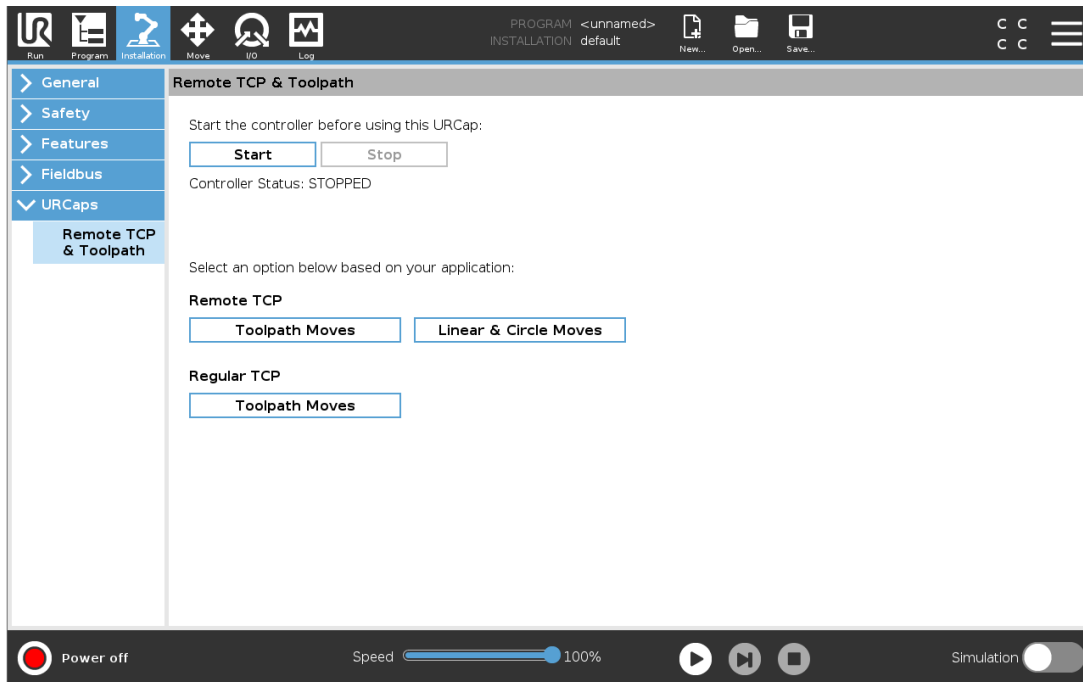 UR
PROGRAM <unnamed>
INSTALLATION default
C C
C C
Run Program Installation Move I/O Log New... Open... Save...
General
Safety
Features
Fieldbus
URCaps
Remote TCP
& Toolpath
Remote TCP & Toolpath
Start the controller before using this URCap:
Start Stop
Controller Status: STOPPED
Select an option below based on your application:
Remote TCP
Toolpath Moves Linear & Circle Moves
Regular TCP
Toolpath Moves
Power off Speed 100% Simulation